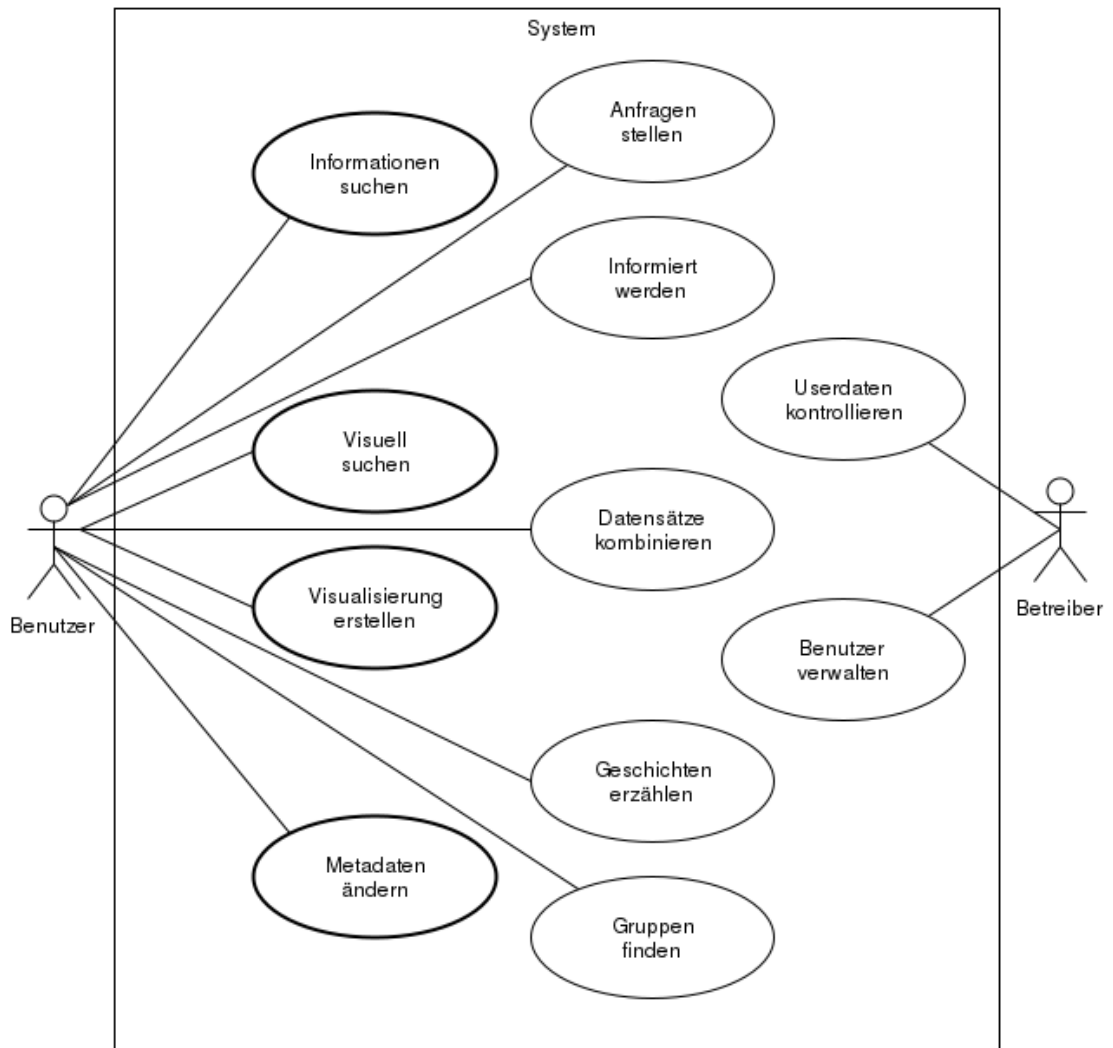 System
Anfragen
stellen
Informationen
suchen
Informiert
werden
Userdaten
kontrollieren
Visuell
suchen
Datensätze
kombinieren
Visualisierung
erstellen
Benutzer
Betreiber
Benutzer
verwalten
Geschichten
erzählen
Metadaten
ändern
Gruppen
finden